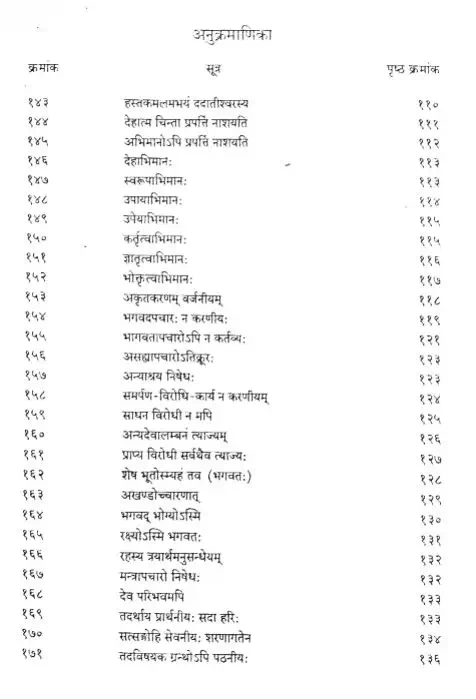 अनुक्रमाणिका
क्रमांक सूत्र पृष्ठ क्रमांक
१४३ हस्तकमलमभयं ददातीश्वरस्य ११०
१४४ देहात्म चिन्ता प्रपत्तिं नाशयति १११
१४५ अभिमानोऽपि प्रपत्तिं नाशयति ११२
१४६ देहाभिमानः ११३
१४७ स्वरूपाभिमानः ११३
१४८ उपायाभिमानः ११४
१४९ उपेयाभिमानः ११५
१५० कर्तृत्वाभिमानः ११५
१५१ ज्ञातृत्वाभिमानः ११६
१५२ भोक्तृत्वाभिमानः ११७
१५३ अकृतकरणम् वर्जनीयम् ११८
१५४ भगवदपचारः न करणीयः ११९
१५५ भागवतापचारोऽपि न कर्तव्यः १२१
१५६ असह्यापचारोऽतिक्रूरः १२३
१५७ अन्याश्रय निषेधः १२३
१५८ समर्पण-विरोधि-कार्य न करणीयम् १२४
१५९ साधन विरोधी न मपि १२५
१६० अन्यदेवालम्बनं त्याज्यम् १२६
१६१ प्राप्य विरोधी सर्वथैव त्याज्यः १२७
१६२ शेष भूतोस्म्यहं तव (भगवतः) १२८
१६३ अखण्डोच्चारणात् १२९
१६४ भगवद् भोग्योऽस्मि १३०
१६५ रक्ष्योऽस्मि भगवतः १३१
१६६ रहस्य त्रयार्थमनुसन्धेयम् १३२
१६७ मन्त्रापचारो निषेधः १३२
१६८ देव परिभवमपि १३३
१६९ तदर्थाय प्रार्थनीयः सदा हरिः १३३
१७० सत्सङ्गोहि सेवनीयः शरणागतेन १३४
१७१ तदविषयक ग्रन्थोऽपि पठनीयः १३६